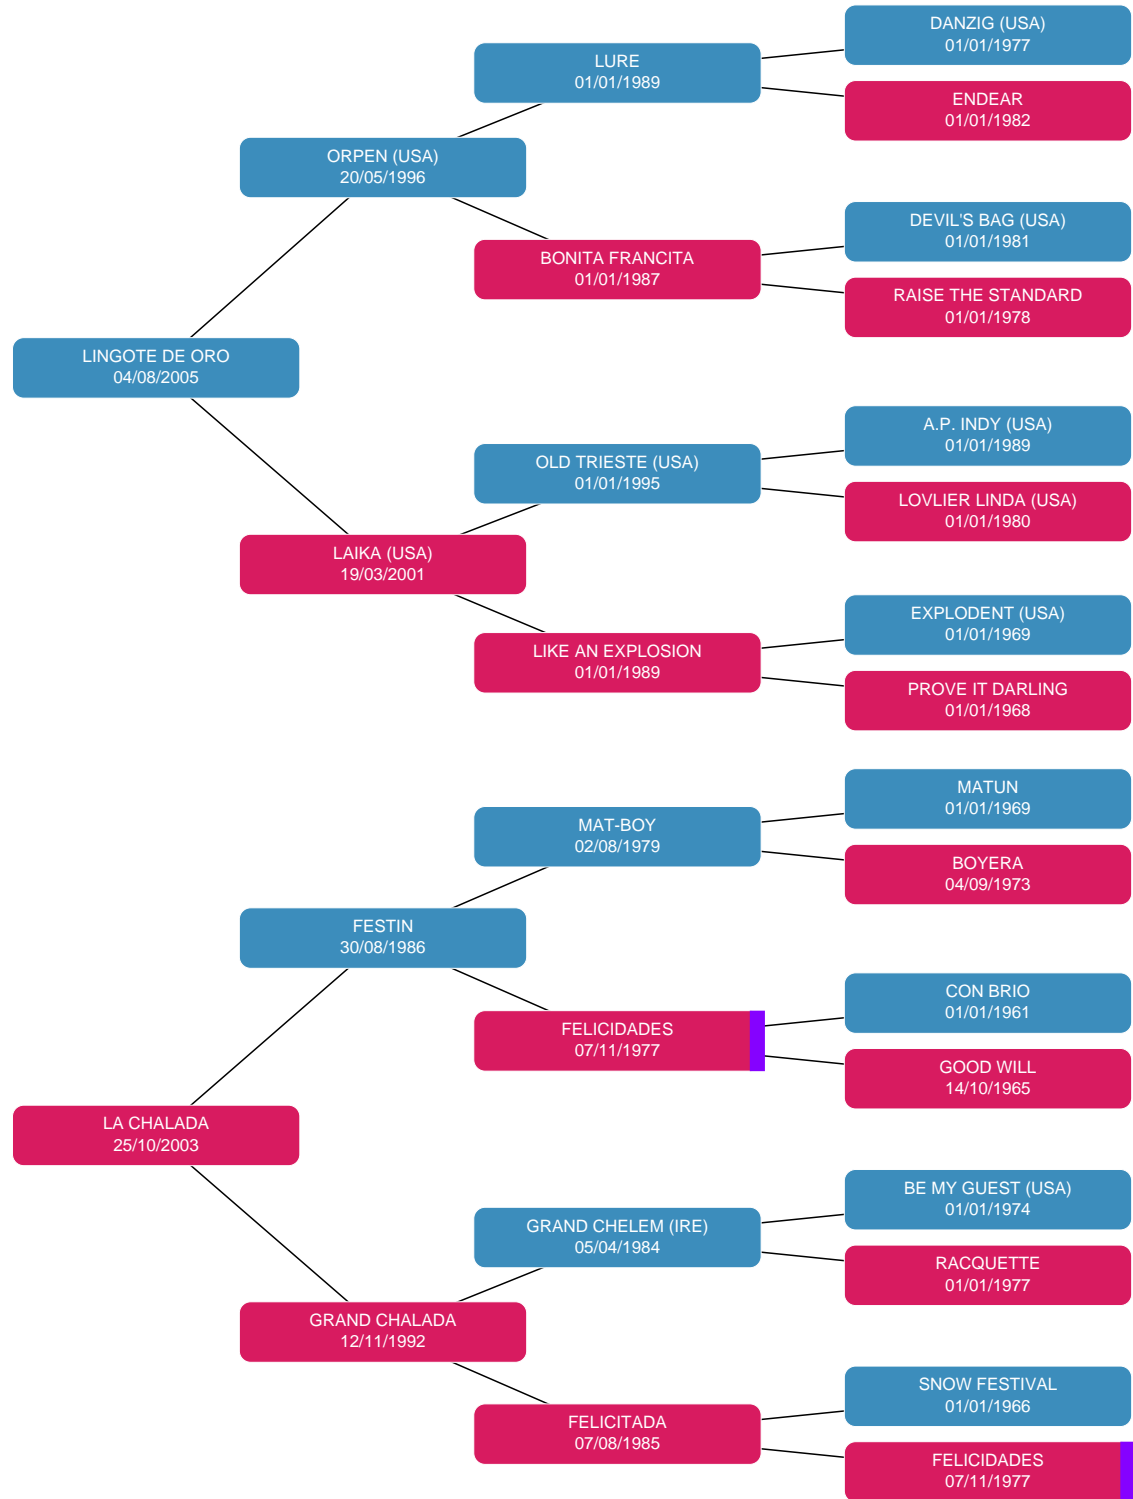 DANZIG (USA)
01/01/1977
LURE
01/01/1989
ENDEAR
01/01/1982
ORPEN (USA)
20/05/1996
DEVIL'S BAG (USA)
01/01/1981
BONITA FRANCITA
01/01/1987
RAISE THE STANDARD
01/01/1978
LINGOTE DE ORO
04/08/2005
A.P. INDY (USA)
01/01/1989
OLD TRIESTE (USA)
01/01/1995
LOVLIER LINDA (USA)
01/01/1980
LAIKA (USA)
19/03/2001
EXPLODENT (USA)
01/01/1969
LIKE AN EXPLOSION
01/01/1989
PROVE IT DARLING
01/01/1968
MATUN
01/01/1969
MAT-BOY
02/08/1979
BOYERA
04/09/1973
FESTIN
30/08/1986
CON BRIO
01/01/1961
FELICIDADES
07/11/1977
GOOD WILL
14/10/1965
LA CHALADA
25/10/2003
BE MY GUEST (USA)
01/01/1974
GRAND CHELEM (IRE)
05/04/1984
RACQUETTE
01/01/1977
GRAND CHALADA
12/11/1992
SNOW FESTIVAL
01/01/1966
FELICITADA
07/08/1985
FELICIDADES
07/11/1977